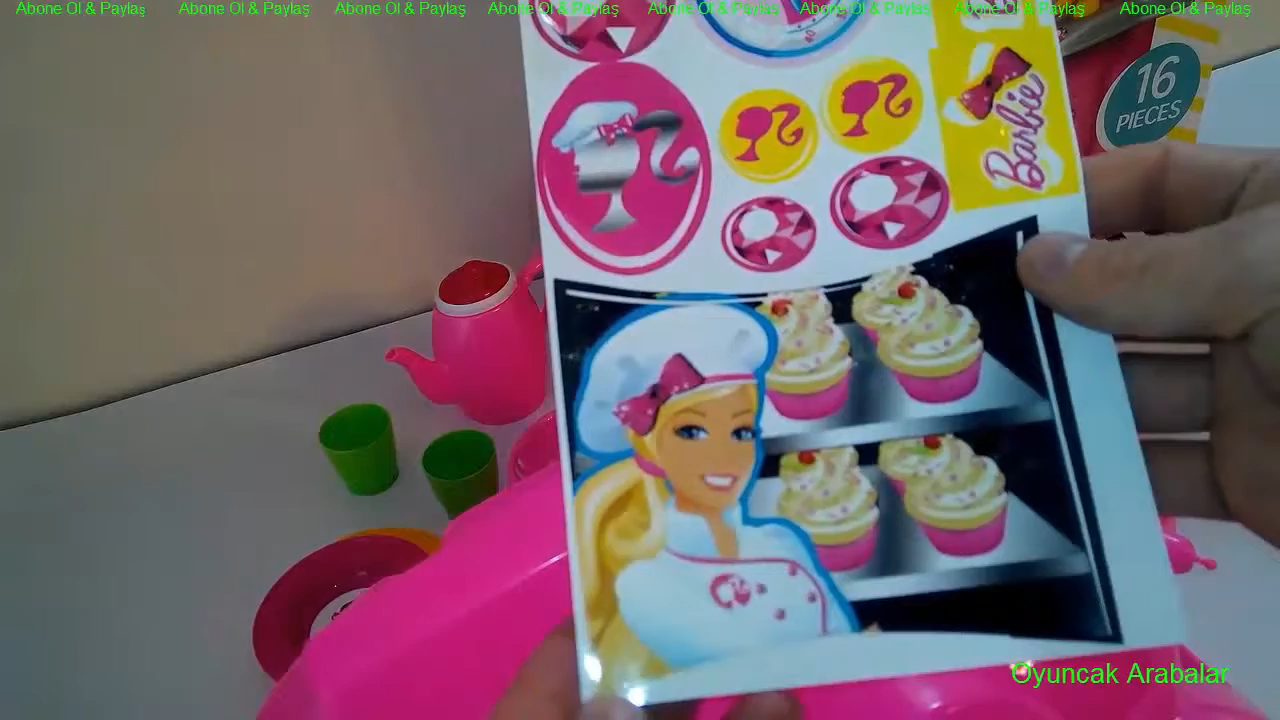 Abone Ol & Paylaş Abone Ol & Paylaş Abone Ol & Paylaş Abone Ol & Paylaş Abone Ol & Paylaş Abone Ol & Paylaş Abone Ol & Paylaş Abone Ol & Paylaş
16
PIECES
Barbie
Oyuncak Arabalar